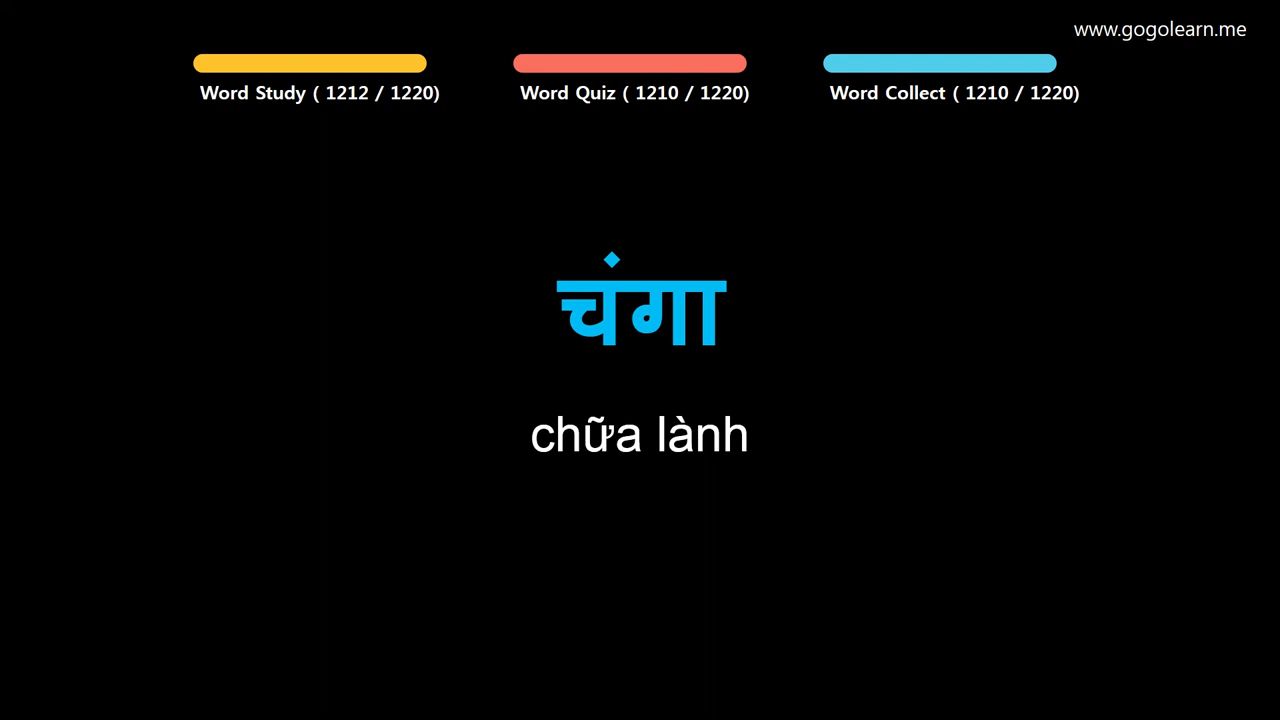 www.gogolearn.me
Word Study ( 1212 / 1220)
Word Quiz ( 1210 / 1220)
Word Collect ( 1210 / 1220)
चंगा
chữa lành